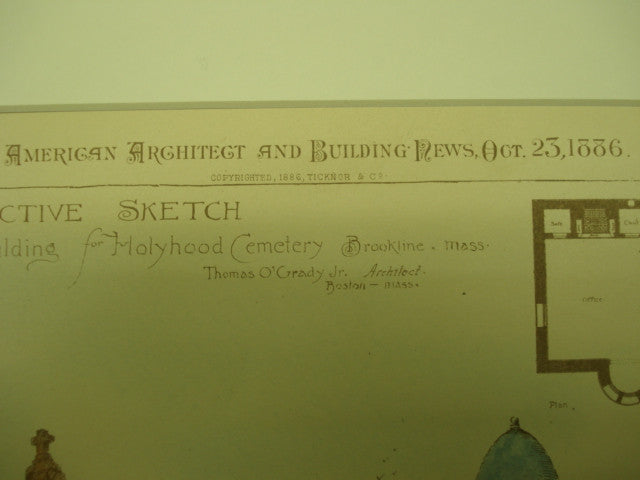 AMERICAN ARCHITECT AND BUILDING NEWS, OCT. 23, 1886.
COPYRIGHTED, 1886, TICKNOR & CO.
CTIVE SKETCH
uilding for Holyhood Cemetery Brookline. Mass.
Thomas O'Grady Jr. Architect.
Boston — Mass.
Office
Plan.